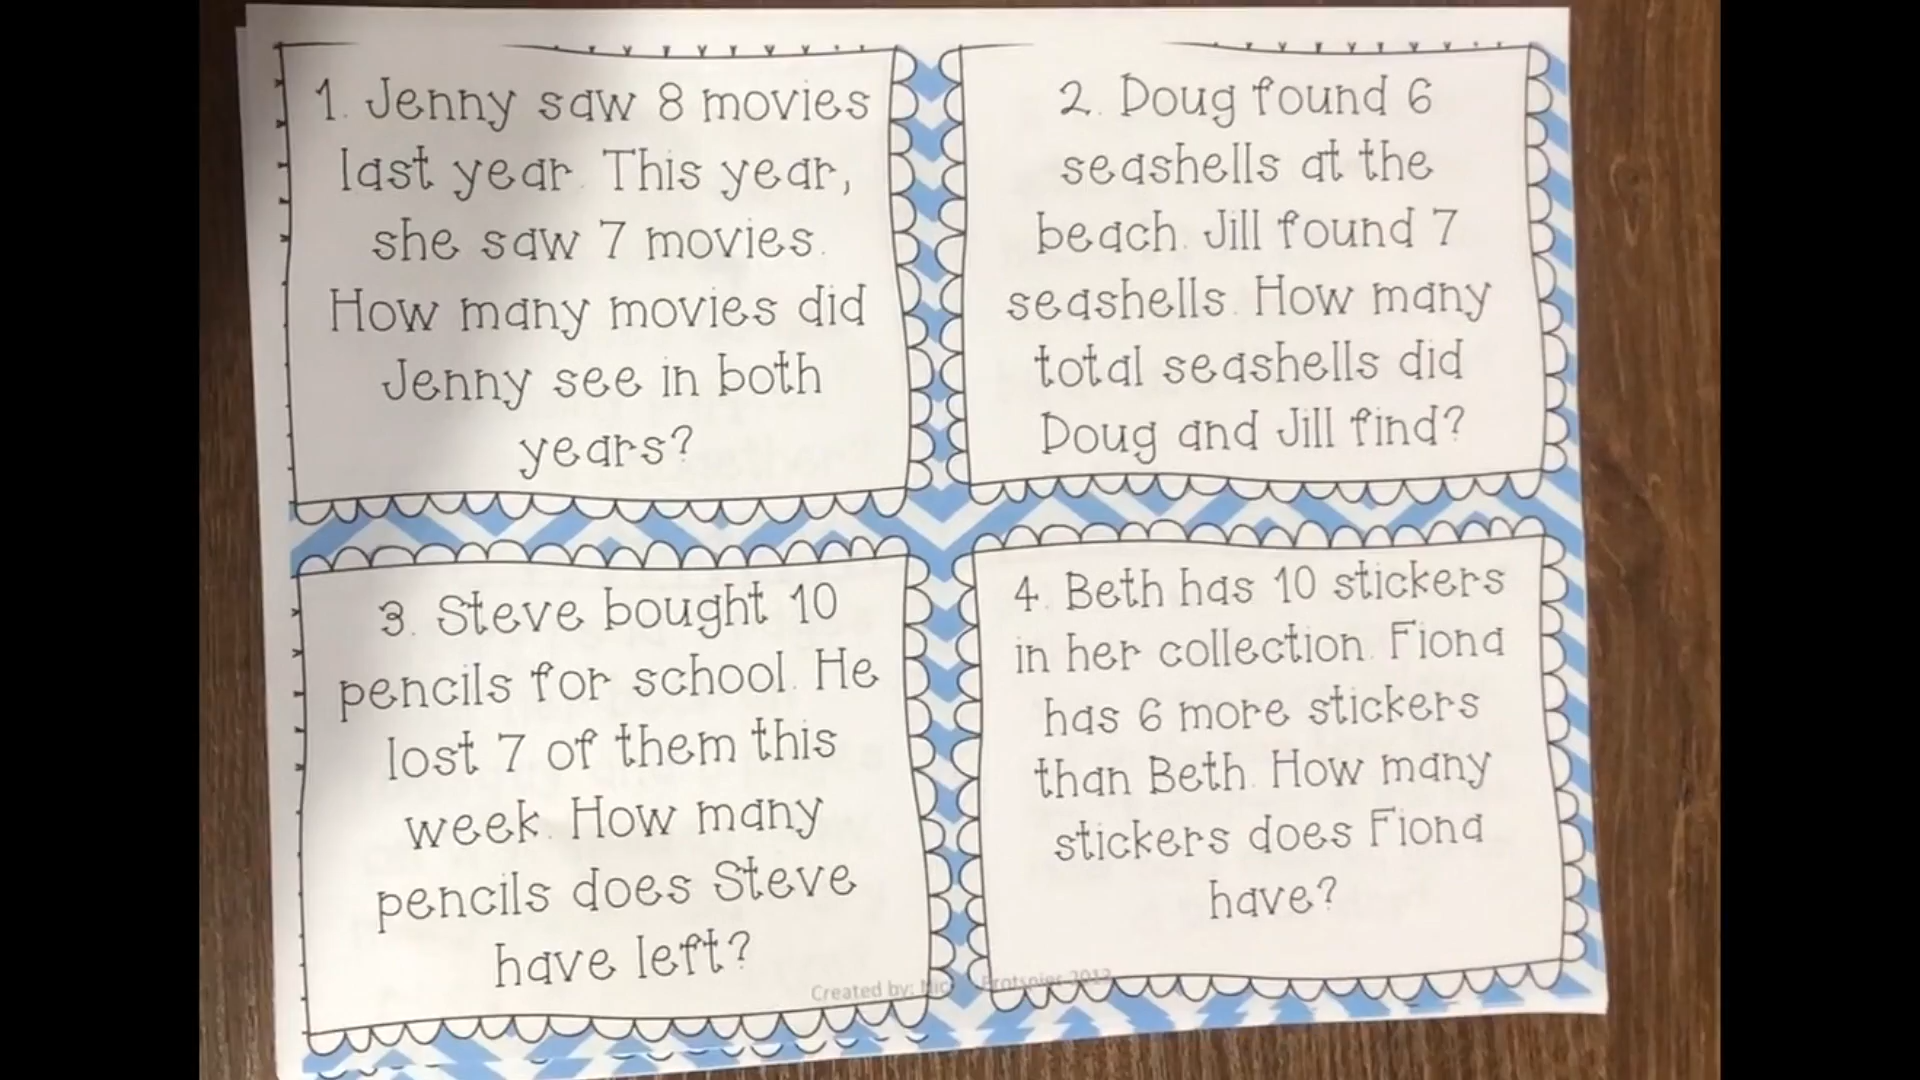 1. Jenny saw 8 movies
last year. This year,
she saw 7 movies.
How many movies did
Jenny see in both
years?
2. Doug found 6
seashells at the
beach. Jill found 7
seashells. How many
total seashells did
Doug and Jill find?
3. Steve bought 10
pencils for school. He
lost 7 of them this
week. How many
pencils does Steve
have left?
4. Beth has 10 stickers
in her collection. Fiona
has 6 more stickers
than Beth. How many
stickers does Fiona
have?
Created by: 2013